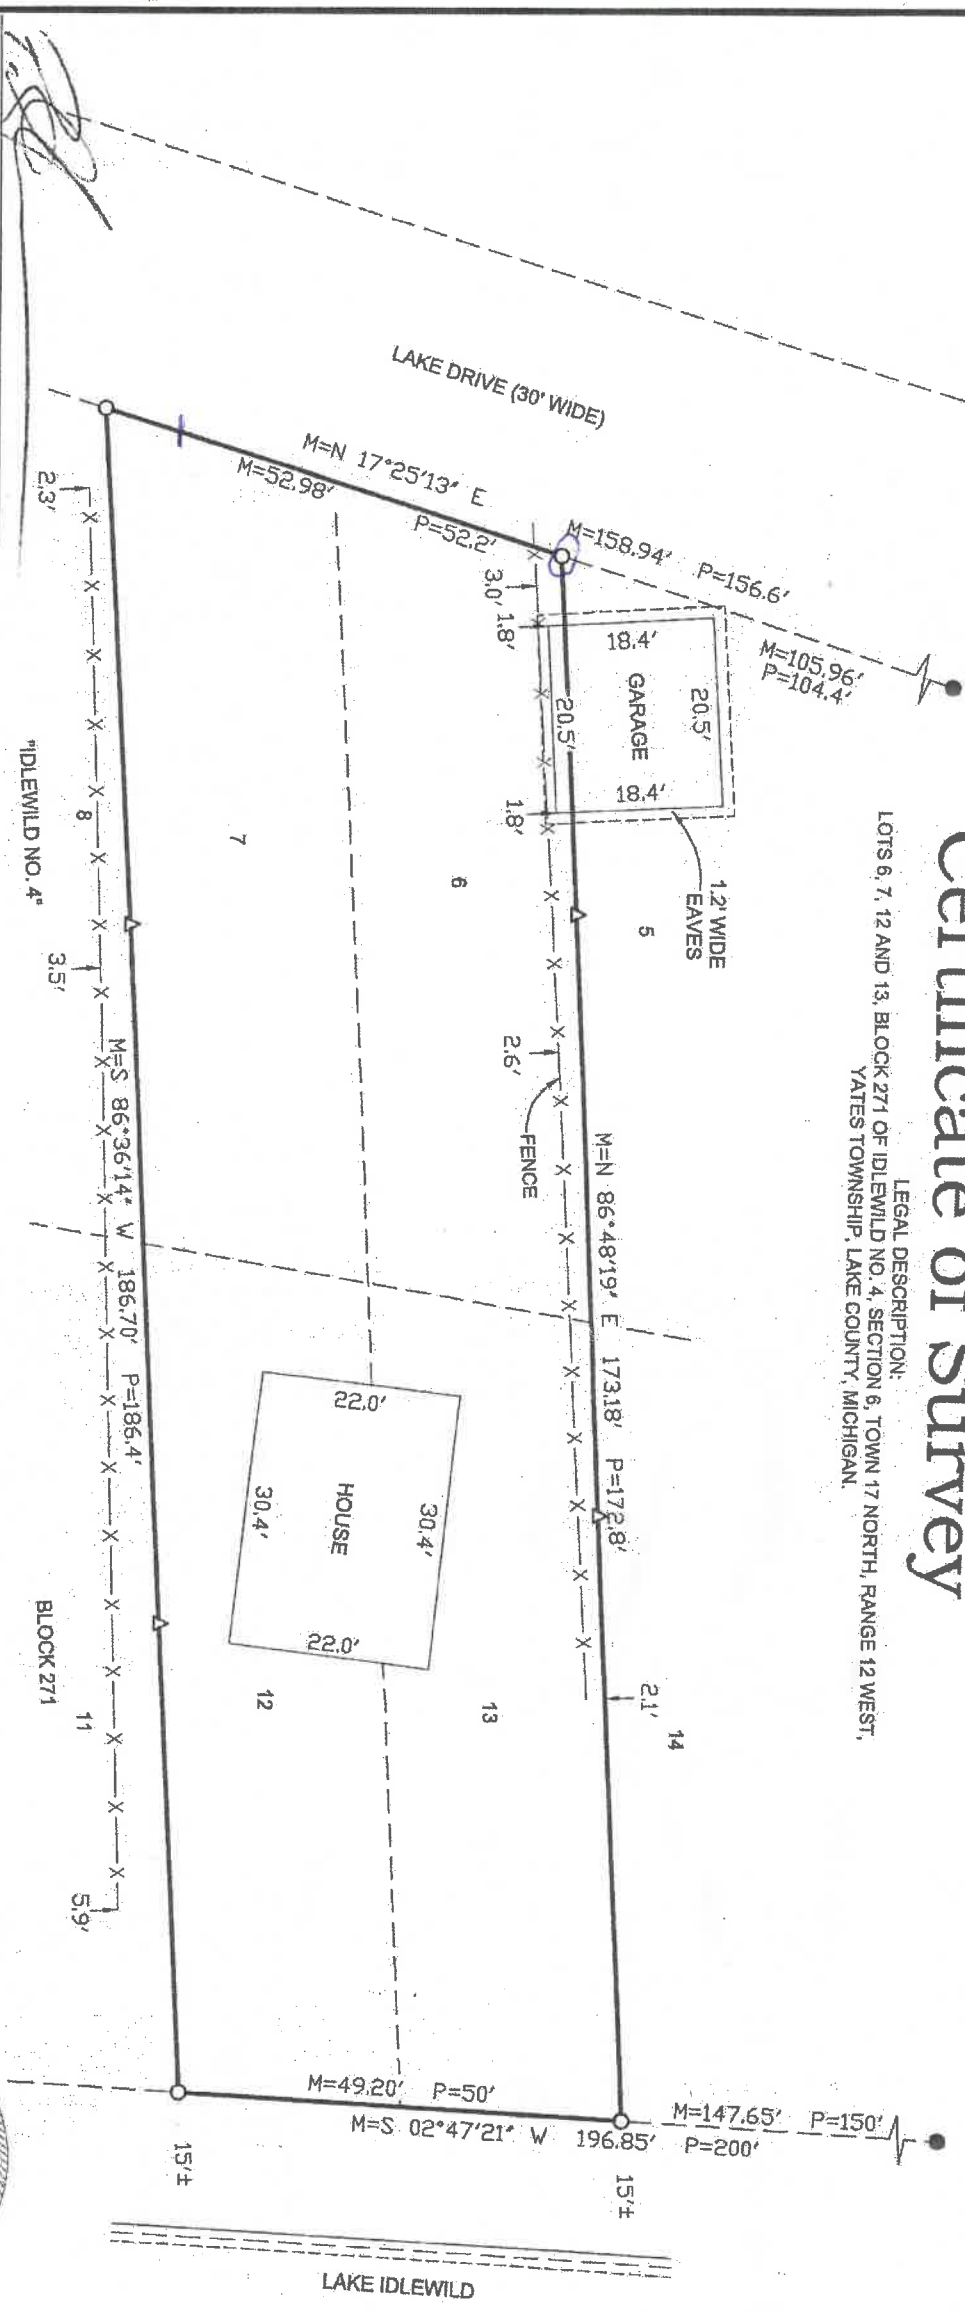 Certificate of Survey
LEGAL DESCRIPTION:
LOTS 6, 7, 12 AND 13, BLOCK 271 OF IDLEWILD NO. 4, SECTION 6, TOWN 17 NORTH, RANGE 12 WEST,
YATES TOWNSHIP, LAKE COUNTY, MICHIGAN.
LAKE DRIVE (30' WIDE)
M=N 17°25'13" E
M=52.98'
P=52.2'
M=158.94' P=156.6'
M=105.96'
P=104.4'
3.0'
1.8'
18.4'
GARAGE
20.5'
20.5'
18.4'
1.8'
1.2' WIDE
EAVES
5
6
7
8
2.3'
"IDLEWILD NO. 4"
3.5'
2.6'
FENCE
M=N 86°48'19" E 173.18' P=172.8'
M=S 86°36'14" W 186.70' P=186.4'
22.0'
30.4'
HOUSE
30.4'
22.0'
2.1'
14
13
12
11
BLOCK 271
5.9'
M=49.20' P=50'
M=S 02°47'21" W 196.85' P=200'
M=147.65' P=150'
15'±
15'±
LAKE IDLEWILD